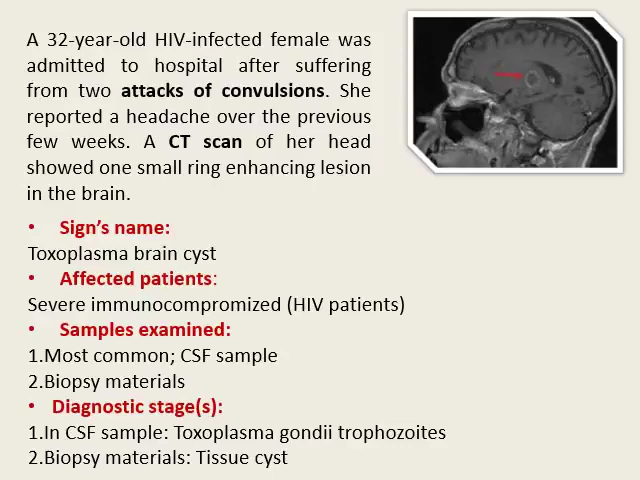 A 32-year-old HIV-infected female was
admitted to hospital after suffering
from two attacks of convulsions. She
reported a headache over the previous
few weeks. A CT scan of her head
showed one small ring enhancing lesion
in the brain.
• Sign's name:
Toxoplasma brain cyst
• Affected patients:
Severe immunocompromized (HIV patients)
• Samples examined:
1.Most common; CSF sample
2.Biopsy materials
• Diagnostic stage(s):
1.In CSF sample: Toxoplasma gondii trophozoites
2.Biopsy materials: Tissue cyst